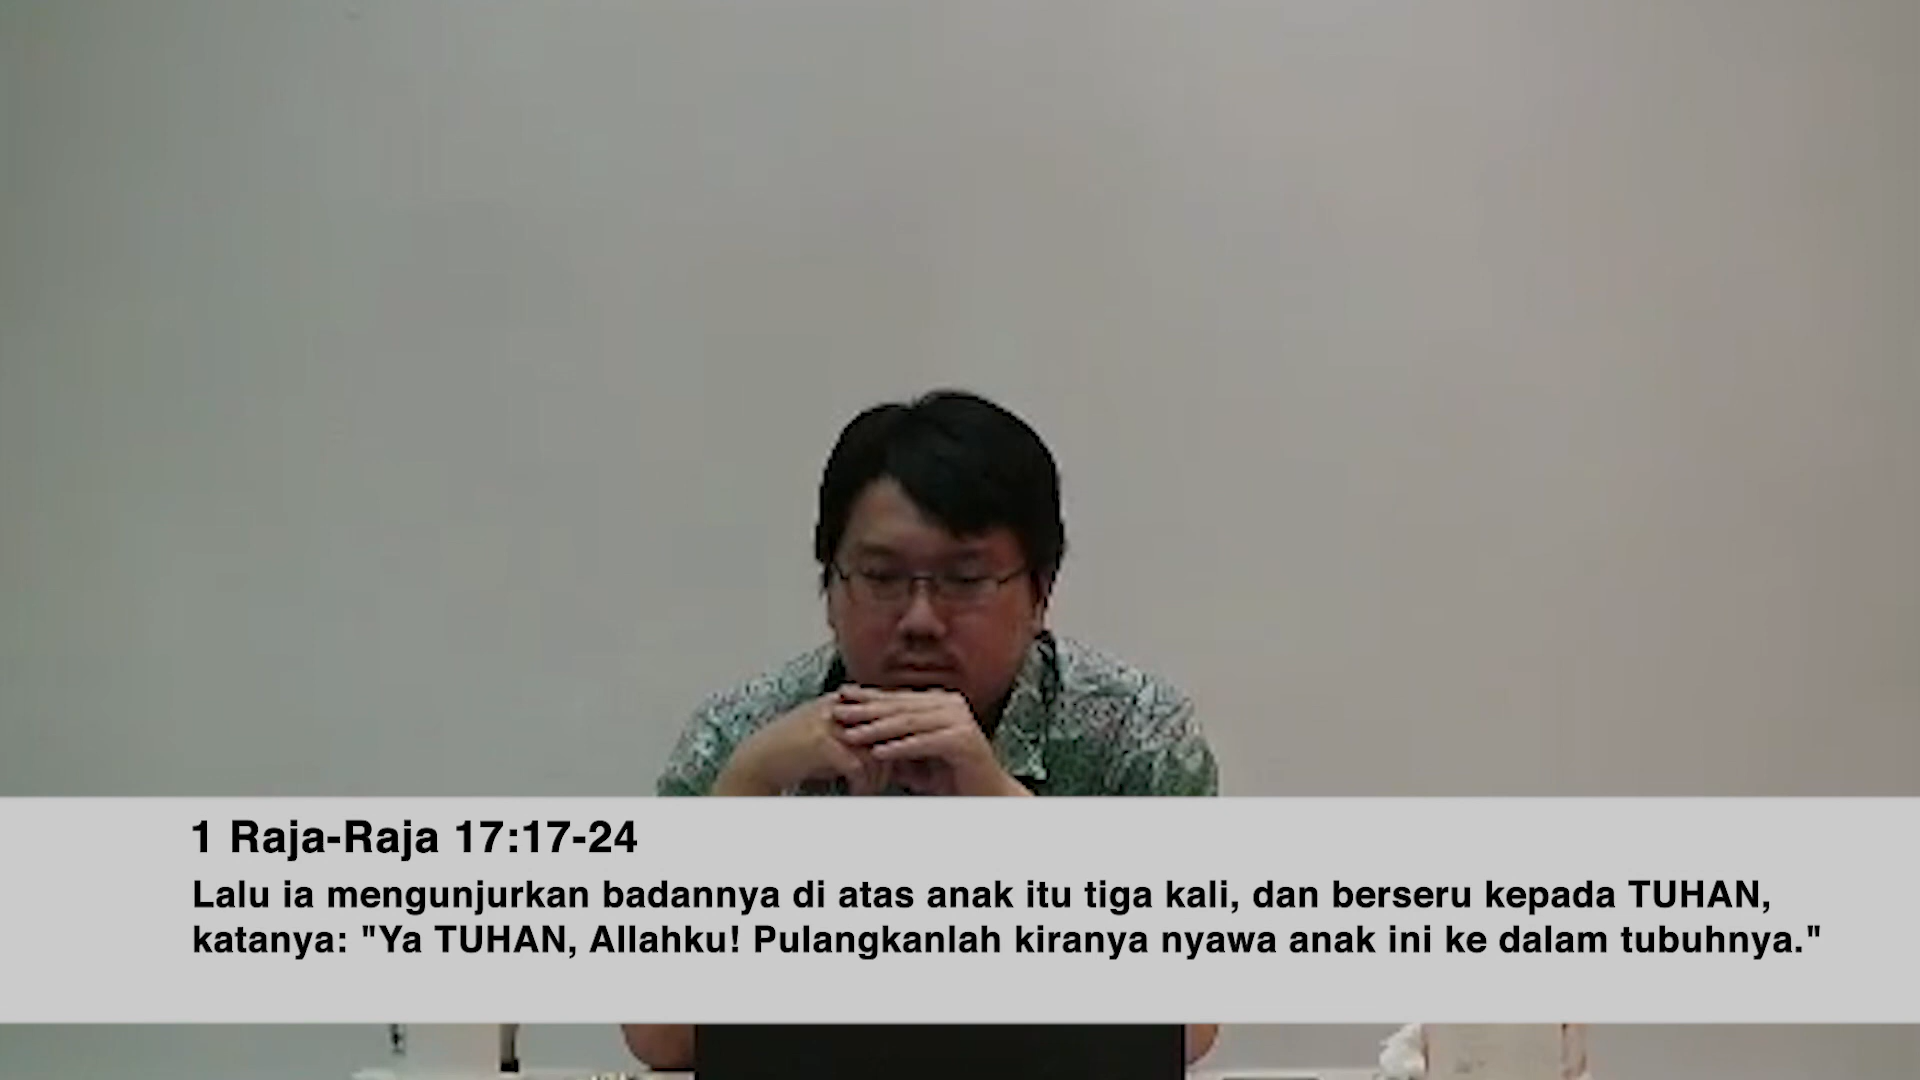 1 Raja-Raja 17:17-24
Lalu ia mengunjurkan badannya di atas anak itu tiga kali, dan berseru kepada TUHAN,
katanya: "Ya TUHAN, Allahku! Pulangkanlah kiranya nyawa anak ini ke dalam tubuhnya."